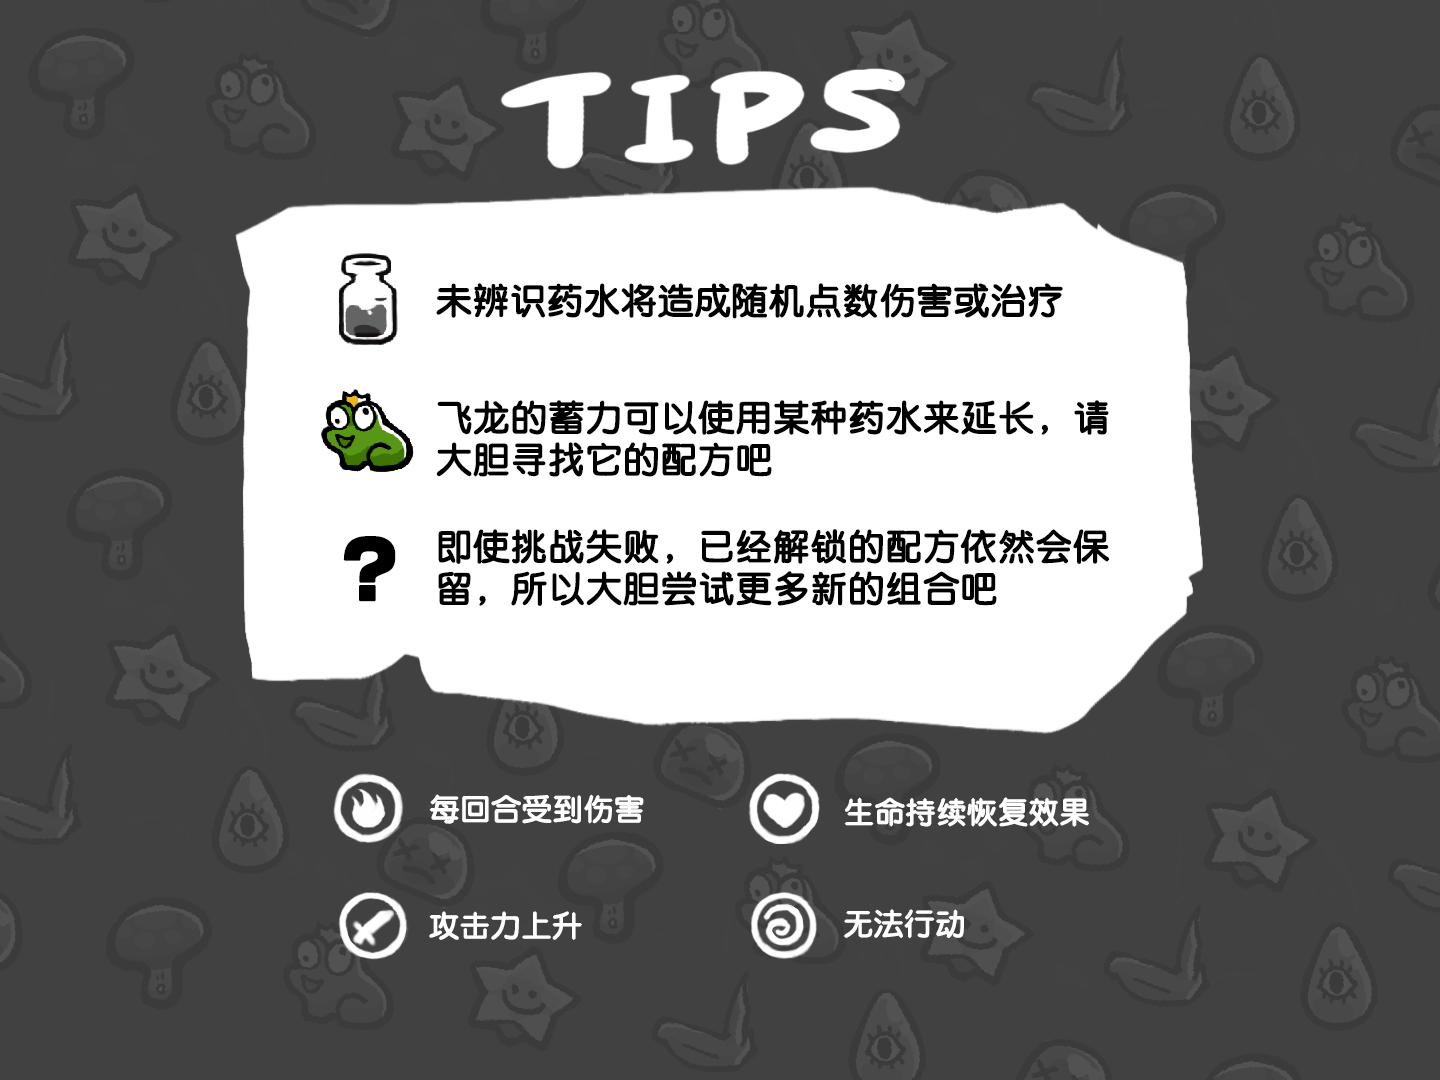 TIPS
未辨识药水将造成随机点数伤害或治疗
飞龙的蓄力可以使用某种药水来延长，请
大胆寻找它的配方吧
?
即使挑战失败，已经解锁的配方依然会保
留，所以大胆尝试更多新的组合吧
每回合受到伤害
生命持续恢复效果
攻击力上升
无法行动